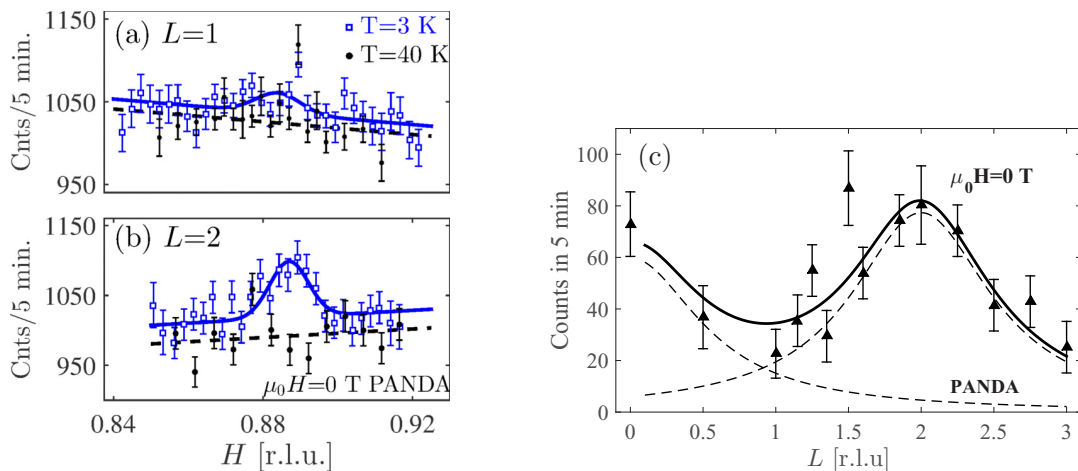 (a) L=1
T=3 K
T=40 K
1150
1050
950
Cnts/5 min.
(b) L=2
1150
1050
950
Cnts/5 min.
μ₀H=0 T PANDA
0.84 0.88 0.92
H [r.l.u.]
(c)
μ₀H=0 T
100
80
60
40
20
0
Counts in 5 min
PANDA
0 0.5 1 1.5 2 2.5 3
L [r.l.u]